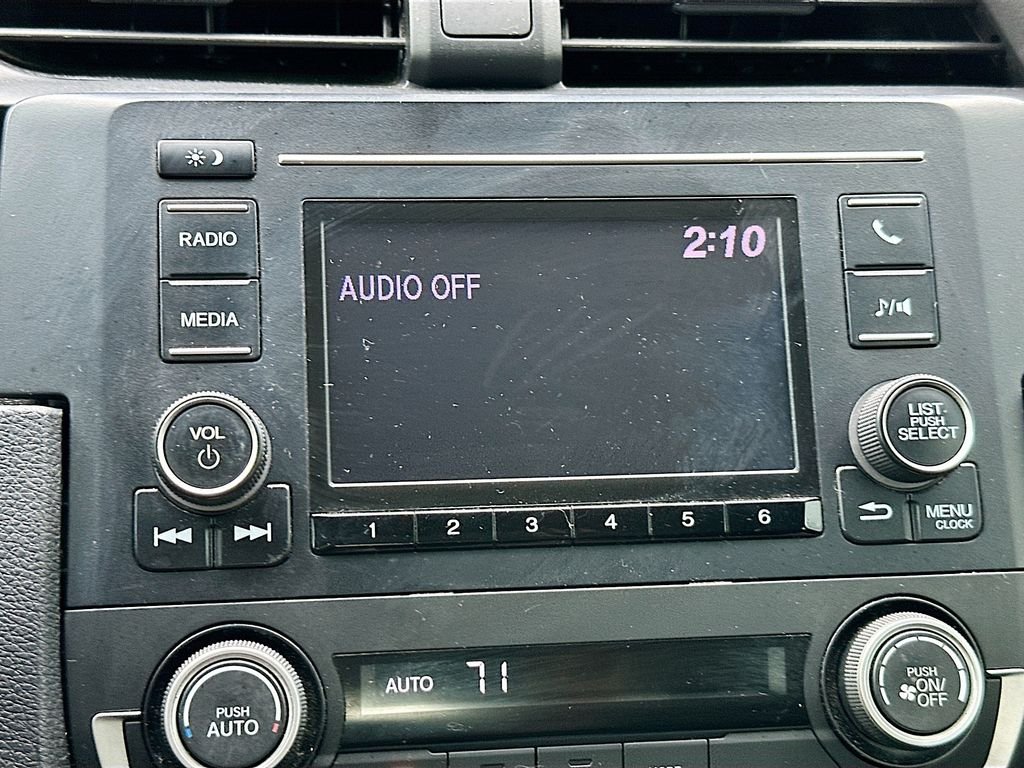 2:10
RADIO
AUDIO OFF
MEDIA
VOL
LIST
PUSH
SELECT
1 2 3 4 5 6
MENU
CLOCK
AUTO 71
PUSH
AUTO
PUSH
ON/
OFF